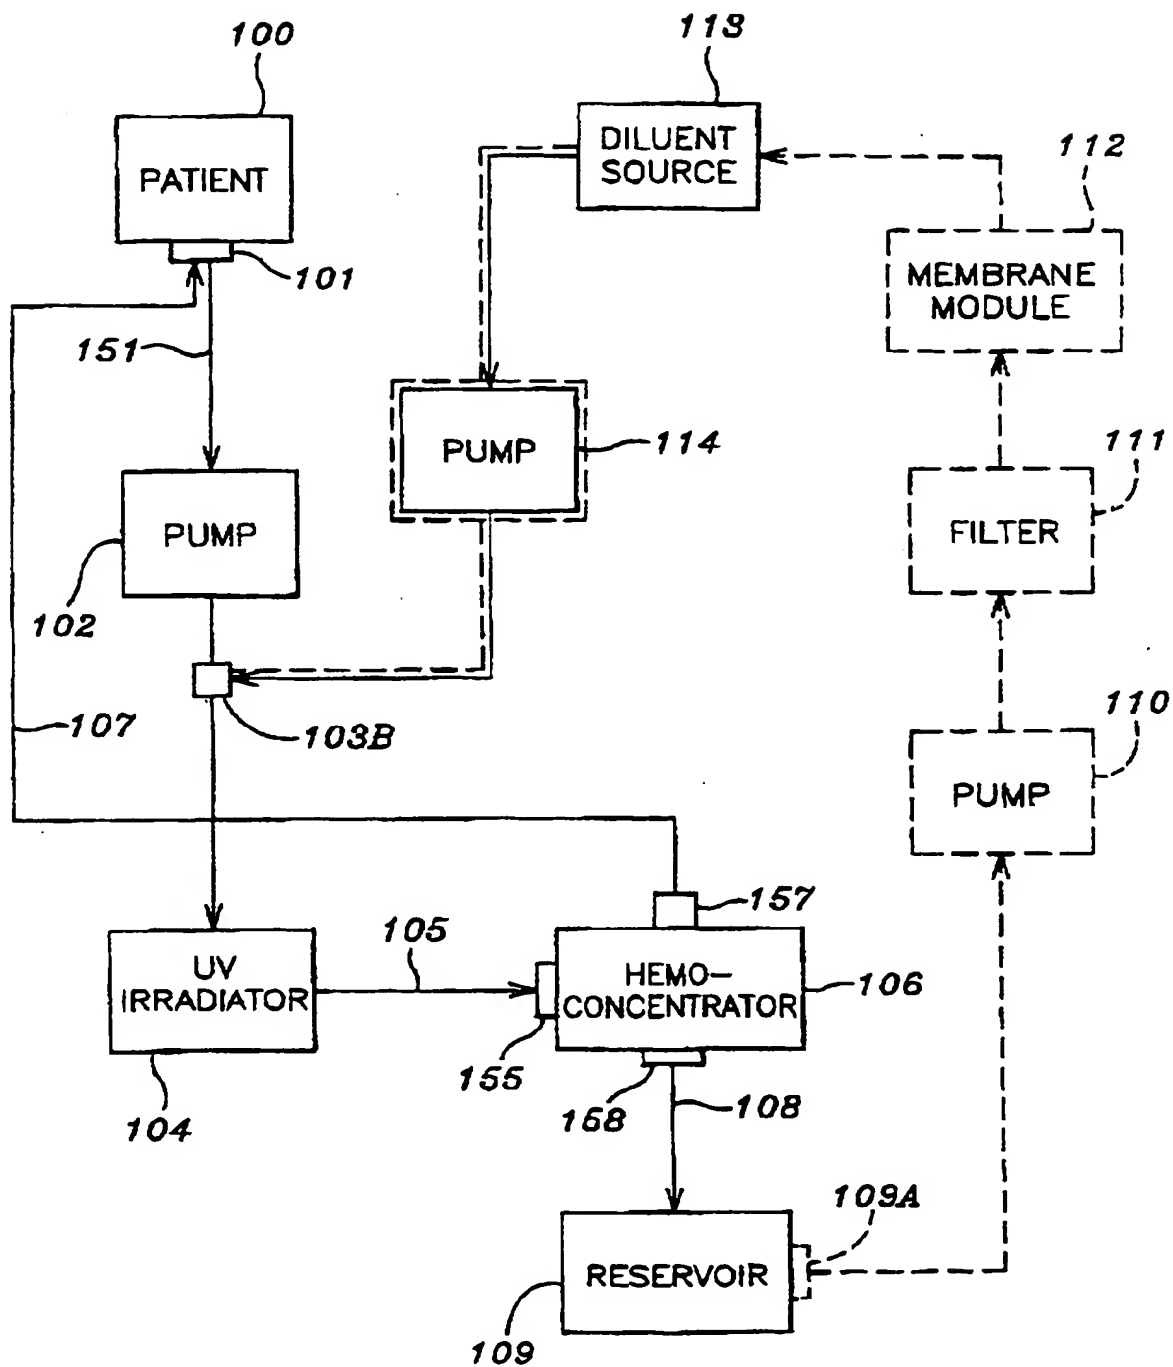 100
113
PATIENT
DILUENT
SOURCE
112
101
MEMBRANE
MODULE
151
PUMP
114
111
PUMP
FILTER
102
103B
107
110
PUMP
157
105
UV
IRRADIATOR
HEMO-
CONCENTRATOR
106
155
158
108
104
109A
RESERVOIR
109